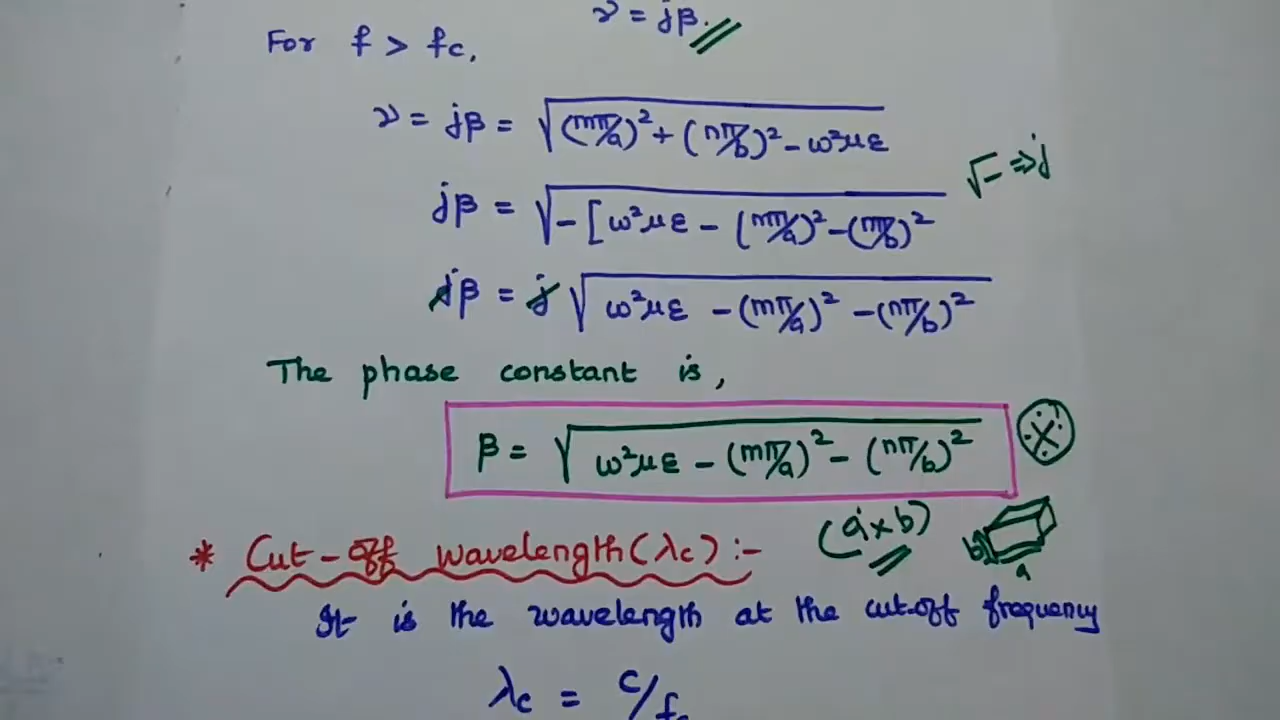 γ = jβ.
For f > fc,
γ = jβ = √(mπ/a)² + (nπ/b)² - ω²με
√- ⇒ j
jβ = √-[ω²με - (mπ/a)² - (nπ/b)²
jβ = j √ω²με - (mπ/a)² - (nπ/b)²
The phase constant is,
β = √ω²με - (mπ/a)² - (nπ/b)²
(a×b)
b
a
* Cut-off wavelength (λc) :-
It is the wavelength at the cut-off frequency
λc = c/fc